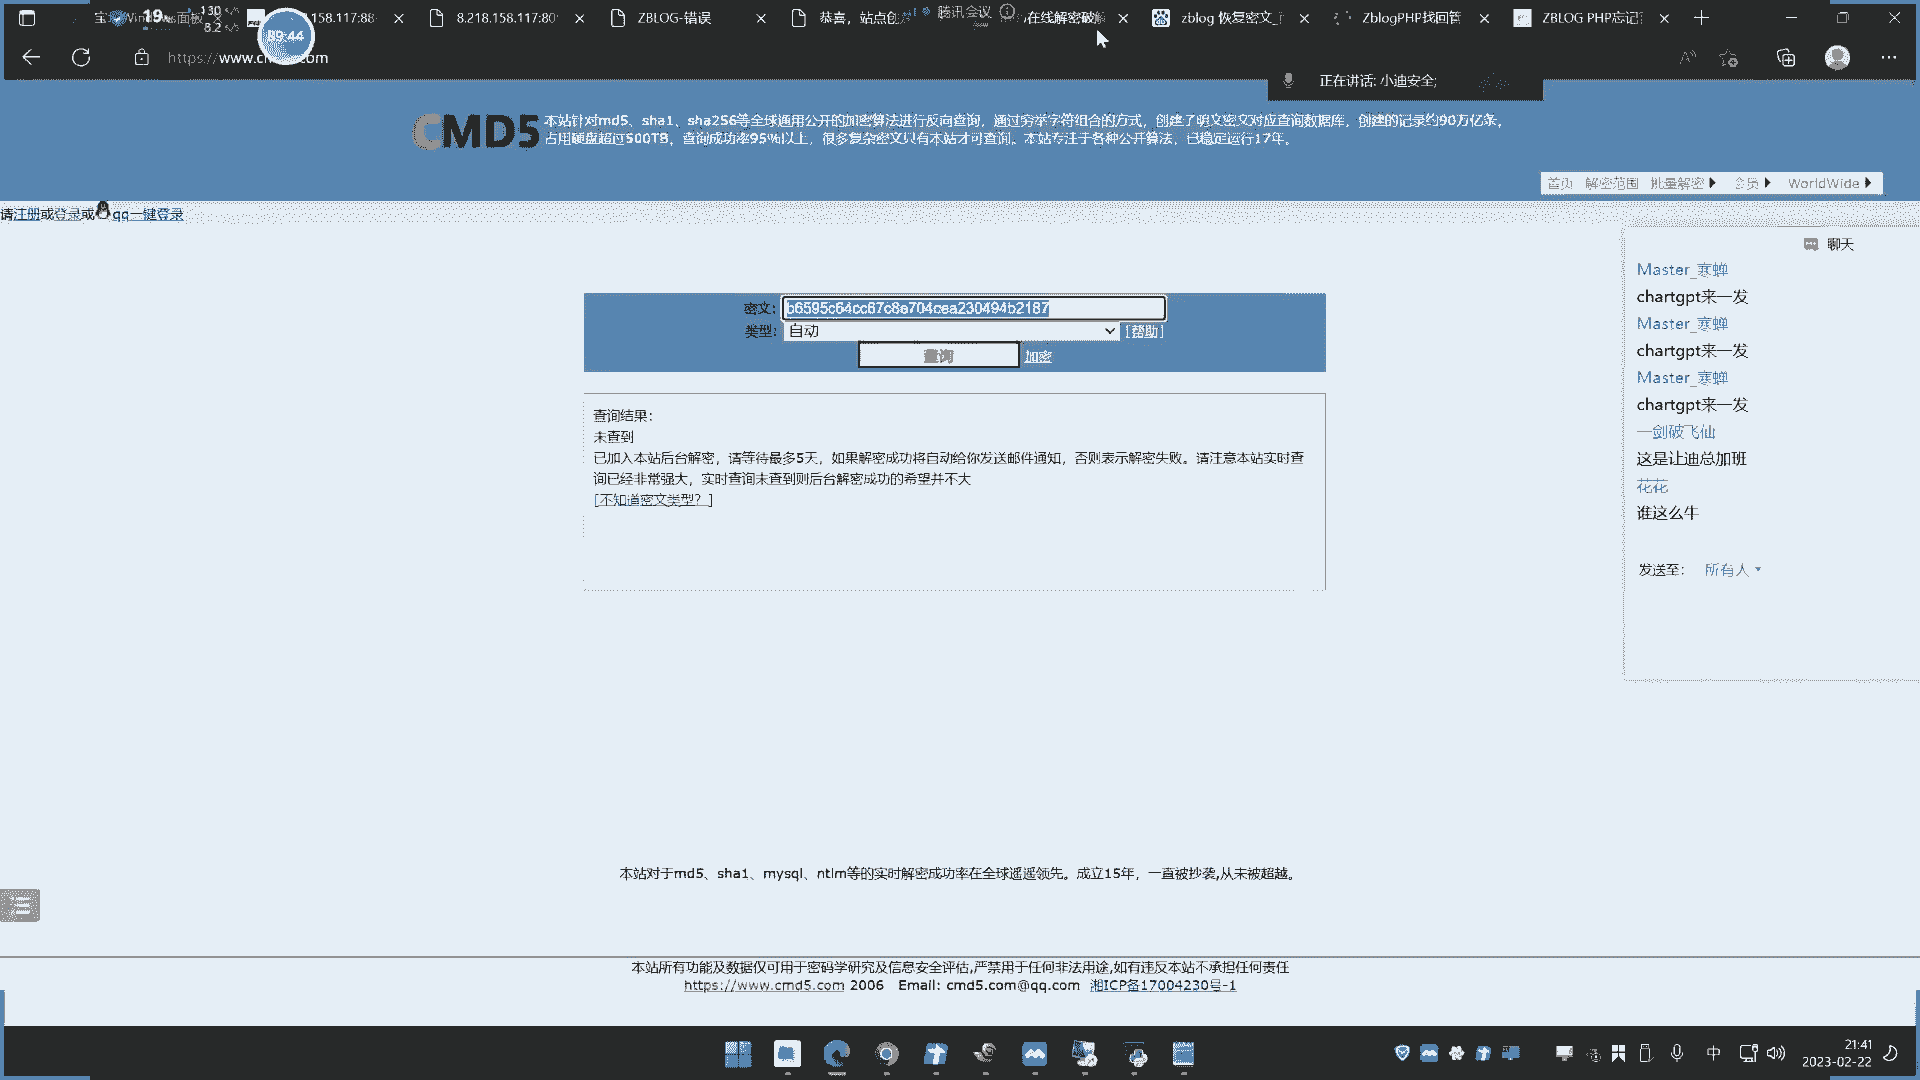 158.117:88
8.218.158.117:80
ZBLOG-错误
恭喜，站点创
腾讯会议
在线解密破解
zblog 恢复密文_
ZblogPHP找回管
ZBLOG PHP忘记
https://www.cm
.com
正在讲话: 小迪安全;
CMD5
本站针对md5、sha1、sha256等全球通用公开的加密算法进行反向查询，通过穷举字符组合的方式，创建了明文密文对应查询数据库，创建的记录约90万亿条，
占用硬盘超过500TB，查询成功率95%以上，很多复杂密文只有本站才可查询。本站专注于各种公开算法，已稳定运行17年。
首页 解密范围 批量解密 会员 WorldWide
请注册或登录或 qq一键登录
聊天
Master_寒蝉
chartgpt来一发
Master_寒蝉
chartgpt来一发
Master_寒蝉
chartgpt来一发
一剑破飞仙
这是让迪总加班
花花
谁这么牛
发送至: 所有人
密文: b6595c64cc67c8e704cea230494b2187
类型: 自动 [帮助]
查询 加密
查询结果:
未查到
已加入本站后台解密，请等待最多5天，如果解密成功将自动给你发送邮件通知，否则表示解密失败。请注意本站实时查
询已经非常强大，实时查询未查到则后台解密成功的希望并不大
[不知道密文类型？]
本站对于md5、sha1、mysql、ntlm等的实时解密成功率在全球遥遥领先。成立15年，一直被抄袭,从未被超越。
本站所有功能及数据仅可用于密码学研究及信息安全评估,严禁用于任何非法用途,如有违反本站不承担任何责任
https://www.cmd5.com 2006 Email: cmd5.com@qq.com 湘ICP备17004230号-1
中
21:41
2023-02-22